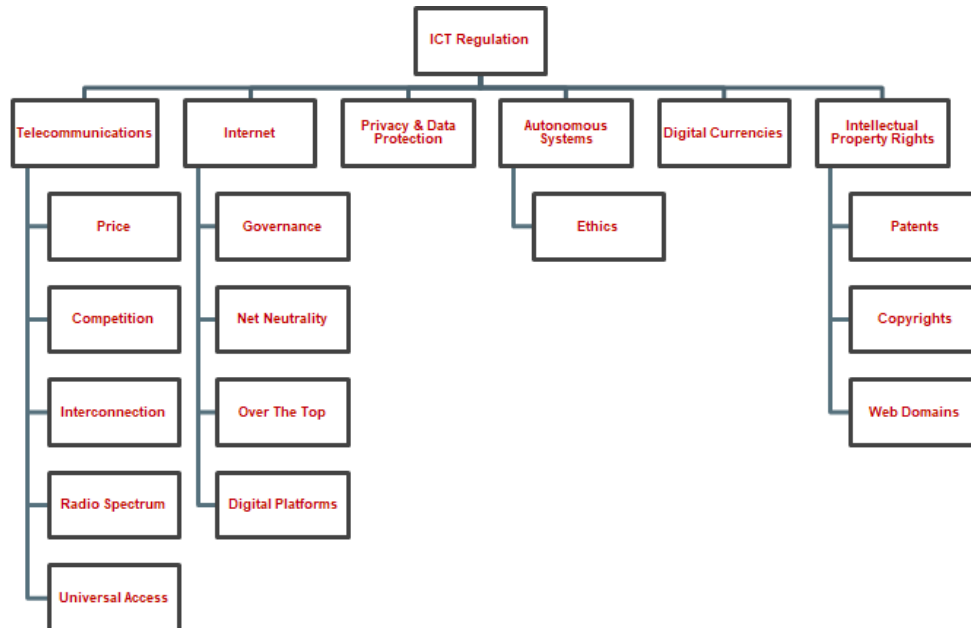 ICT Regulation
Telecommunications
Internet
Privacy & Data
Protection
Autonomous
Systems
Digital Currencies
Intellectual
Property Rights
Price
Governance
Ethics
Patents
Competition
Net Neutrality
Copyrights
Interconnection
Over The Top
Web Domains
Radio Spectrum
Digital Platforms
Universal Access